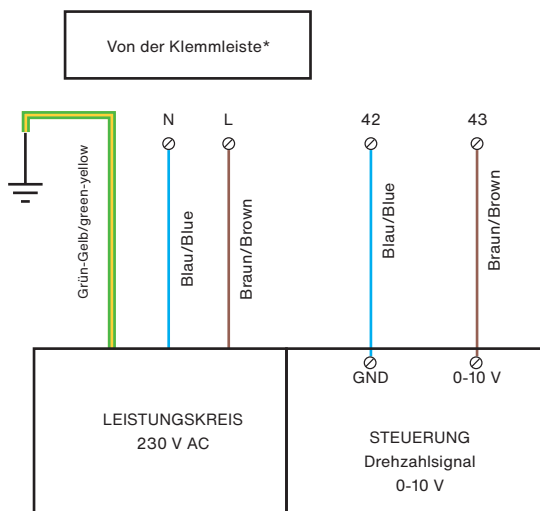 Von der Klemmleiste*
N
L
42
43
Grün-Gelb/green-yellow
Blau/Blue
Braun/Brown
Blau/Blue
Braun/Brown
GND
0-10 V
LEISTUNGSKREIS
230 V AC
STEUERUNG
Drehzahlsignal
0-10 V